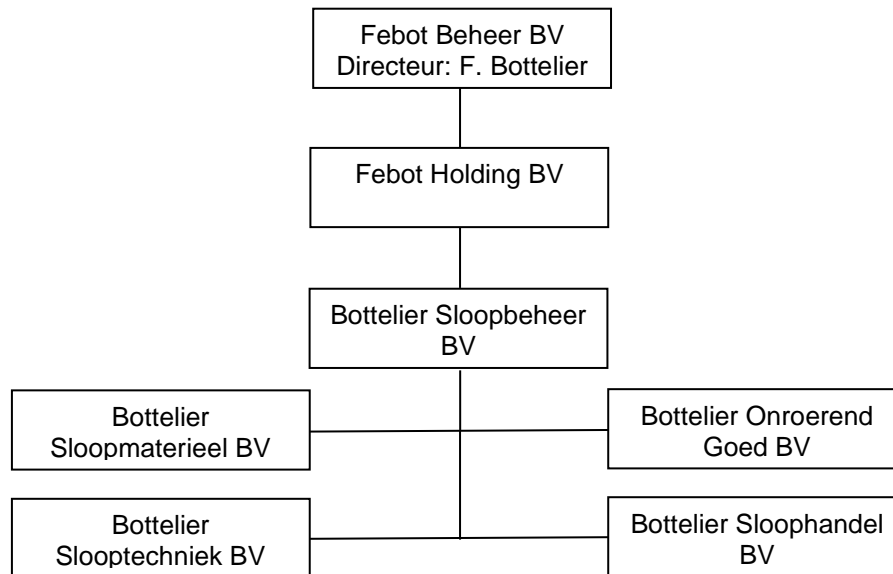 Febot Beheer BV
Directeur: F. Bottelier
Febot Holding BV
Bottelier Sloopbeheer
BV
Bottelier
Sloopmaterieel BV
Bottelier Onroerend
Goed BV
Bottelier
Slooptechniek BV
Bottelier Sloophandel
BV